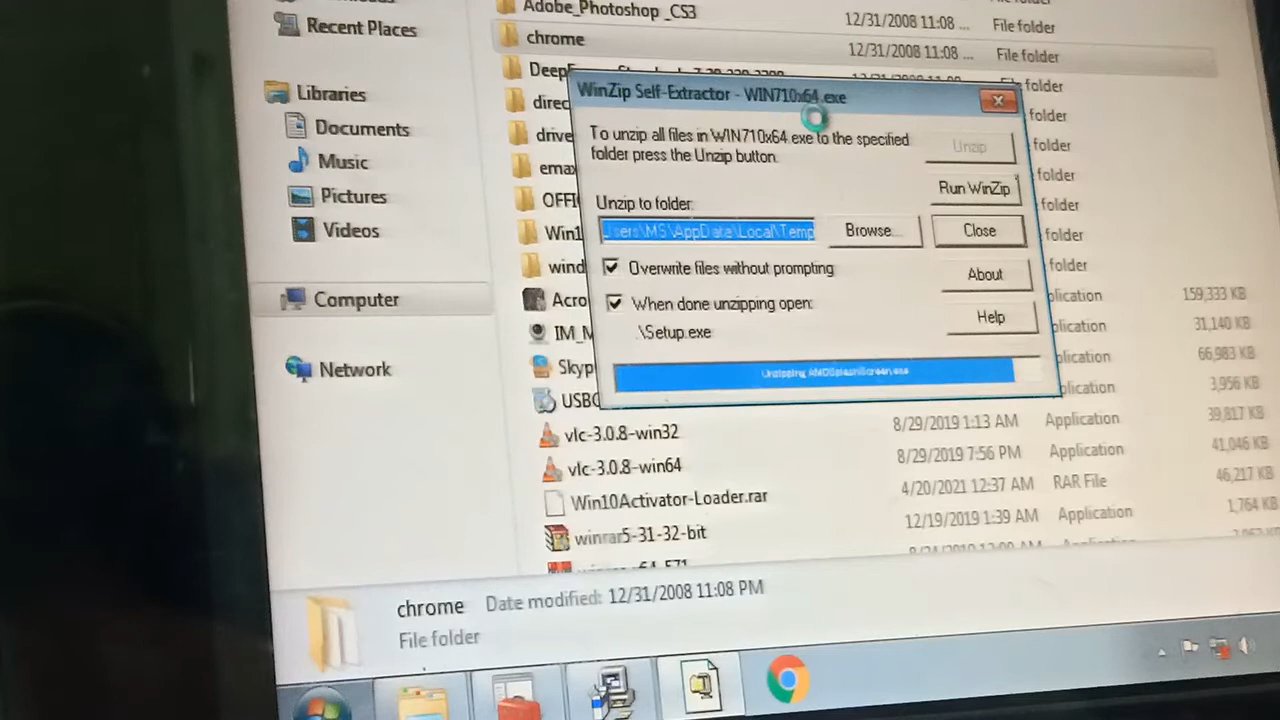 Adobe_Photoshop _CS3
12/31/2008 11:08 ...
File folder
Recent Places
chrome
12/31/2008 11:08 ...
File folder
Libraries
Documents
Music
Pictures
Videos
Computer
Network
WinZip Self-Extractor - WIN710x64.exe
To unzip all files in WIN710x64.exe to the specified
folder press the Unzip button.
Unzip
Run WinZip
Unzip to folder:
Users\MS\AppData\Local\Temp
Browse...
Close
Overwrite files without prompting
About
When done unzipping open:
.\Setup.exe
Help
159,333 KB
31,140 KB
66,983 KB
3,956 KB
vlc-3.0.8-win32
8/29/2019 1:13 AM
Application
39,817 KB
vlc-3.0.8-win64
8/29/2019 7:56 PM
Application
41,046 KB
Win10Activator-Loader.rar
4/20/2021 12:37 AM
RAR File
46,217 KB
winrar5-31-32-bit
12/19/2019 1:39 AM
Application
1,764 KB
chrome
Date modified: 12/31/2008 11:08 PM
File folder